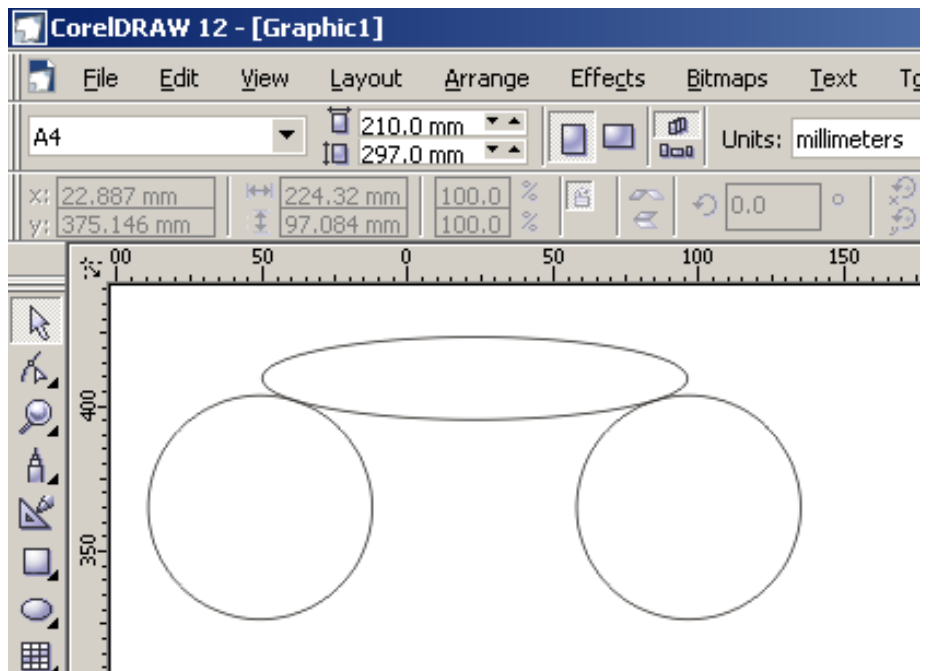 CorelDRAW 12 - [Graphic1]
File Edit View Layout Arrange Effects Bitmaps Text
A4 210.0 mm Units: millimeters
297.0 mm
x: 22.887 mm 224.32 mm 100.0 % 0.0 °
y: 375.146 mm 97.084 mm 100.0 %
00 50 0 50 100 150
400
350